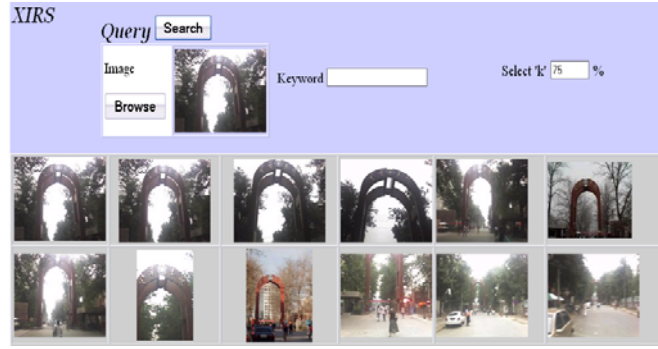 XIRS
Query Search
Image
Keyword
Select 'k' 75 %
Browse